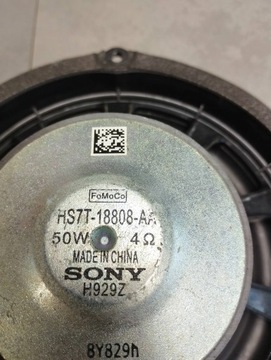 FoMoCo
HS7T-18808-AA
50W 4Ω
MADE IN CHINA
SONY
H929Z
8Y829h